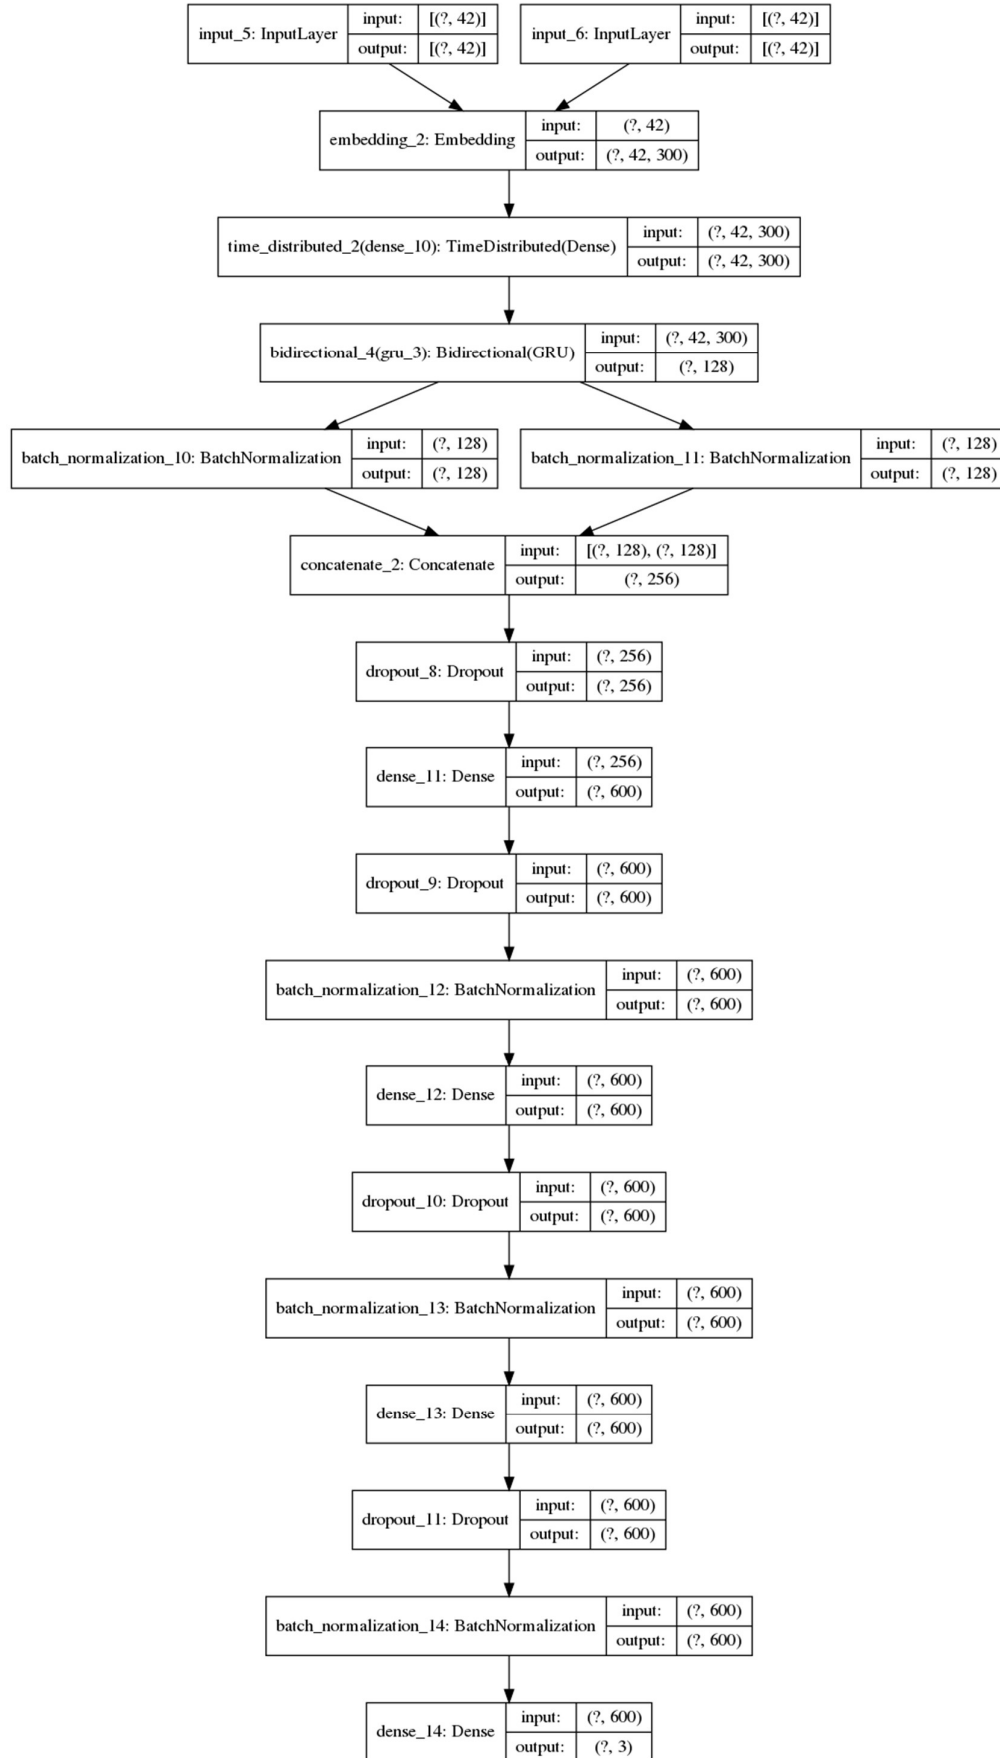 input_5: InputLayer input: [(?, 42)] output: [(?, 42)]
input_6: InputLayer input: [(?, 42)] output: [(?, 42)]
embedding_2: Embedding input: (?, 42) output: (?, 42, 300)
time_distributed_2(dense_10): TimeDistributed(Dense) input: (?, 42, 300) output: (?, 42, 300)
bidirectional_4(gru_3): Bidirectional(GRU) input: (?, 42, 300) output: (?, 128)
batch_normalization_10: BatchNormalization input: (?, 128) output: (?, 128)
batch_normalization_11: BatchNormalization input: (?, 128) output: (?, 128)
concatenate_2: Concatenate input: [(?, 128), (?, 128)] output: (?, 256)
dropout_8: Dropout input: (?, 256) output: (?, 256)
dense_11: Dense input: (?, 256) output: (?, 600)
dropout_9: Dropout input: (?, 600) output: (?, 600)
batch_normalization_12: BatchNormalization input: (?, 600) output: (?, 600)
dense_12: Dense input: (?, 600) output: (?, 600)
dropout_10: Dropout input: (?, 600) output: (?, 600)
batch_normalization_13: BatchNormalization input: (?, 600) output: (?, 600)
dense_13: Dense input: (?, 600) output: (?, 600)
dropout_11: Dropout input: (?, 600) output: (?, 600)
batch_normalization_14: BatchNormalization input: (?, 600) output: (?, 600)
dense_14: Dense input: (?, 600) output: (?, 3)